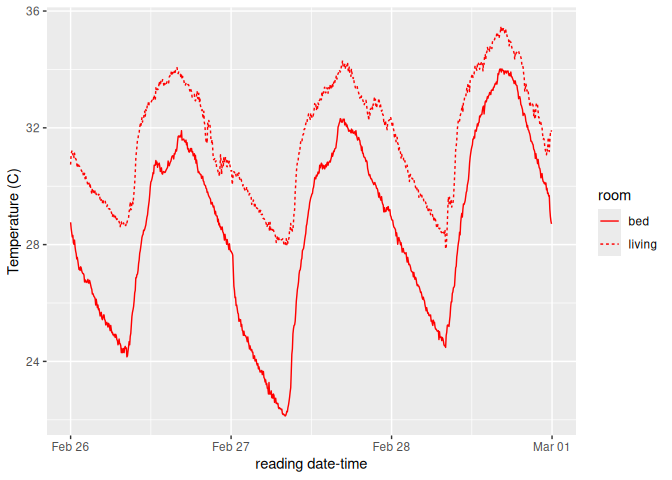 36
32
28
24
Temperature (C)
Feb 26
Feb 27
Feb 28
Mar 01
reading date-time
room
bed
living